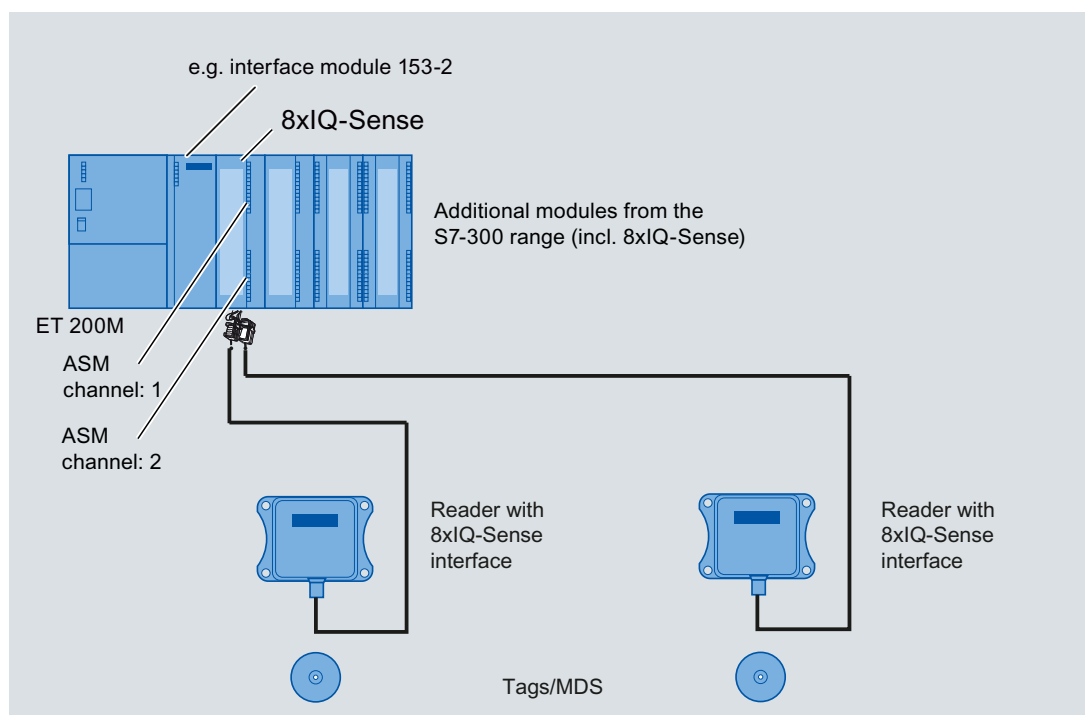 e.g. interface module 153-2
8xIQ-Sense
Additional modules from the
S7-300 range (incl. 8xIQ-Sense)
ET 200M
ASM
channel: 1
ASM
channel: 2
Reader with
8xIQ-Sense
interface
Reader with
8xIQ-Sense
interface
Tags/MDS